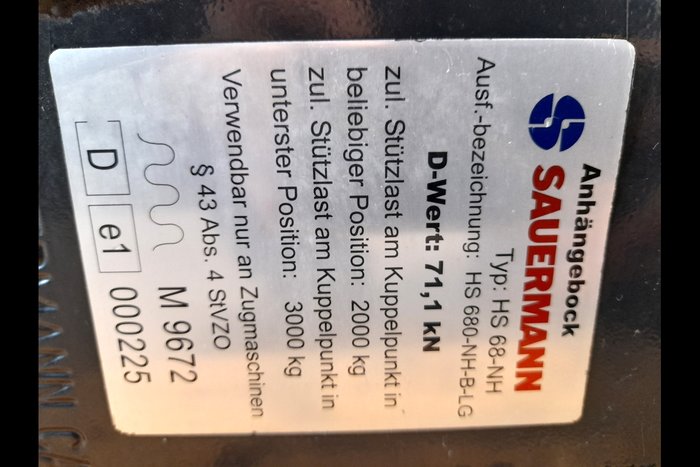 Anhängebock
SAUERMANN
Typ: HS 68-NH
Ausf.-bezeichnung: HS 680-NH-B-LG
D-Wert: 71,1 kN
zul. Stützlast am Kuppelpunkt in
beliebiger Position: 2000 kg
zul. Stützlast am Kuppelpunkt in
unterster Position: 3000 kg
Verwendbar nur an Zugmaschinen
§ 43 Abs. 4 StVZO
M 9672
D e1 000225